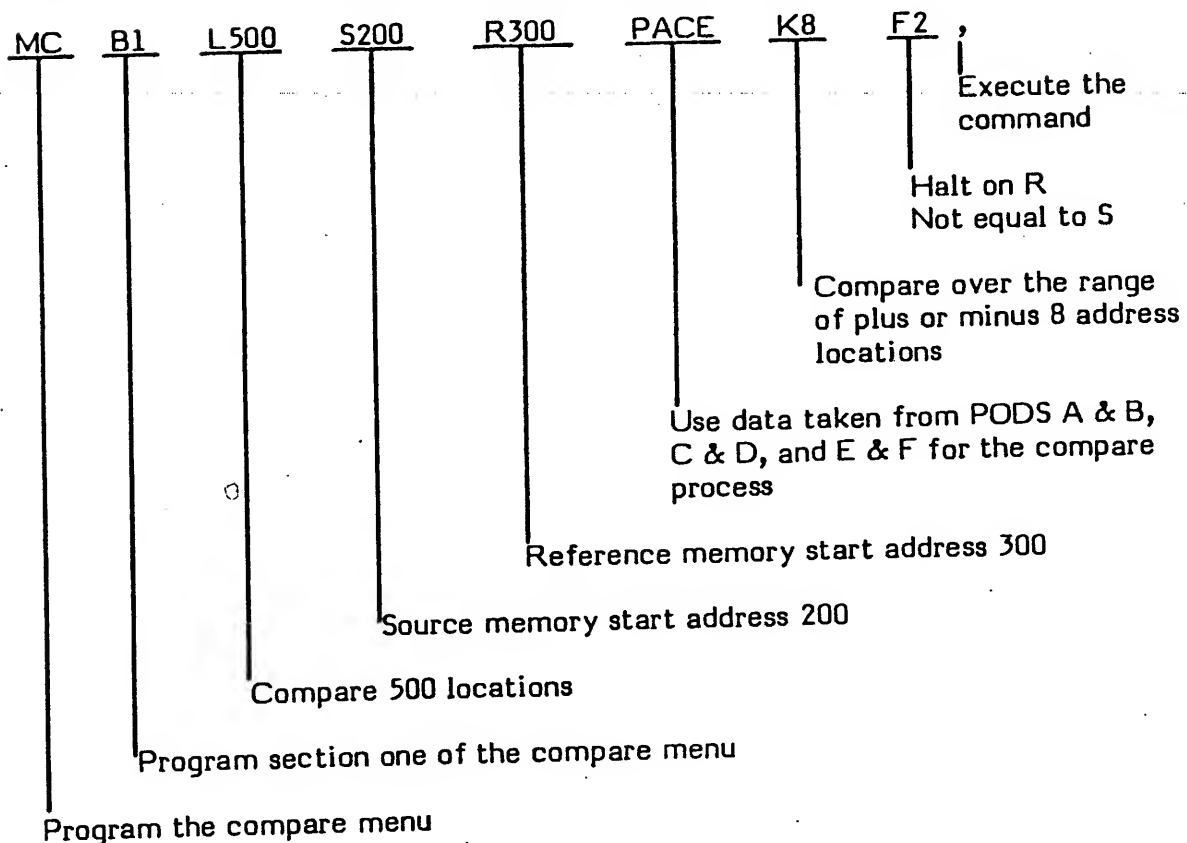 MC B1 L500 S200 R300 PACE K8 F2 ,
Execute the
command
Halt on R
Not equal to S
Compare over the range
of plus or minus 8 address
locations
Use data taken from PODS A & B,
C & D, and E & F for the compare
process
Reference memory start address 300
Source memory start address 200
Compare 500 locations
Program section one of the compare menu
Program the compare menu